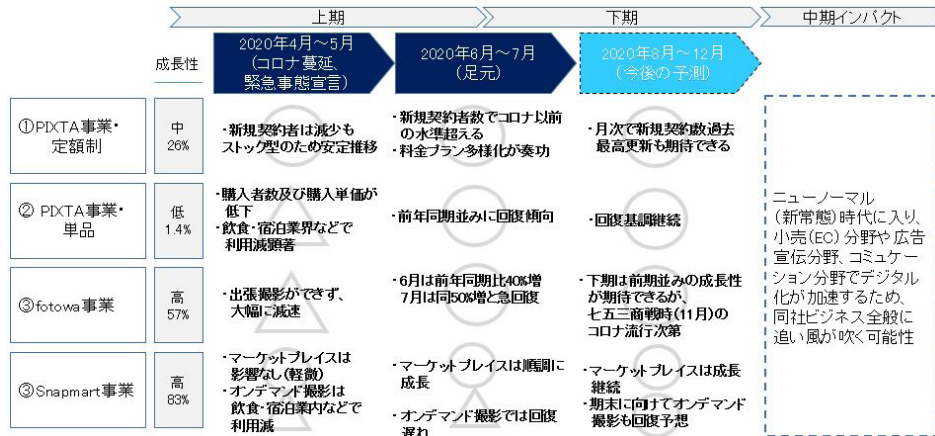 上期
下期
中期インパクト
成長性
2020年4月～5月
(コロナ蔓延、
緊急事態宣言)
2020年6月～7月
(足元)
2020年8月～12月
(今後の予測)
①PIXTA事業・
定額制
中
26%
・新規契約者は減少も
ストック型のため安定推移
・新規契約者数でコロナ以前
の水準超える
・料金プラン多様化が奏功
・月次で新規契約数過去
最高更新も期待できる
② PIXTA事業・
単品
低
1.4%
・購入者数及び購入単価が
低下
・飲食・宿泊業界などで
利用減顕著
・前年同期並みに回復傾向
・回復基調継続
③fotowa事業
高
57%
・出張撮影ができず、
大幅に減速
・6月は前年同期比40%増
7月は同50%増と急回復
・下期は前期並みの成長性
が期待できるが、
七五三商戦時(11月)の
コロナ流行次第
③Snapmart事業
高
83%
・マーケットプレイスは
影響なし(軽微)
・オンデマンド撮影は
飲食・宿泊業内などで
利用減
・マーケットプレイスは順調に
成長
・オンデマンド撮影では回復
遅れ
・マーケットプレイスは成長
継続
・期末に向けてオンデマンド
撮影も回復予想
ニューノーマル
(新常態)時代に入り、
小売(EC)分野や広告
宣伝分野、コミュケー
ション分野でデジタル
化が加速するため、
同社ビジネス全般に
追い風が吹く可能性